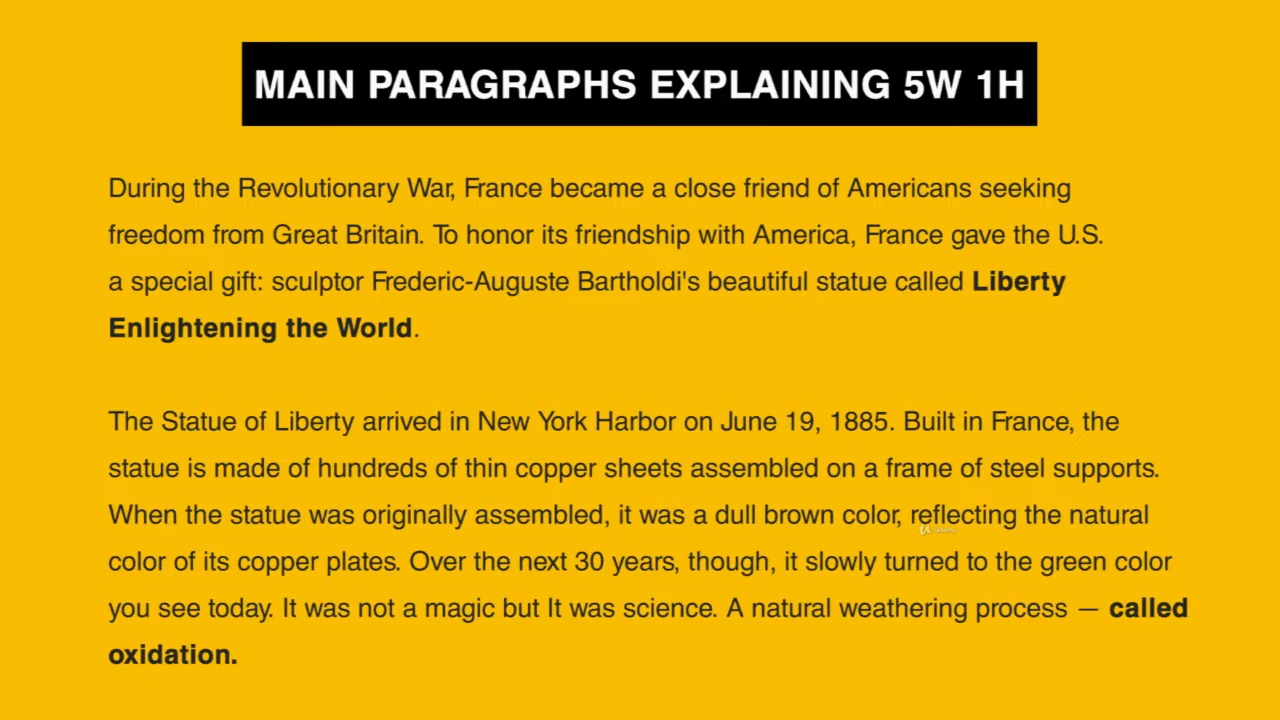 MAIN PARAGRAPHS EXPLAINING 5W 1H
During the Revolutionary War, France became a close friend of Americans seeking
freedom from Great Britain. To honor its friendship with America, France gave the U.S.
a special gift: sculptor Frederic-Auguste Bartholdi's beautiful statue called Liberty
Enlightening the World.
The Statue of Liberty arrived in New York Harbor on June 19, 1885. Built in France, the
statue is made of hundreds of thin copper sheets assembled on a frame of steel supports.
When the statue was originally assembled, it was a dull brown color, reflecting the natural
color of its copper plates. Over the next 30 years, though, it slowly turned to the green color
you see today. It was not a magic but It was science. A natural weathering process — called
oxidation.